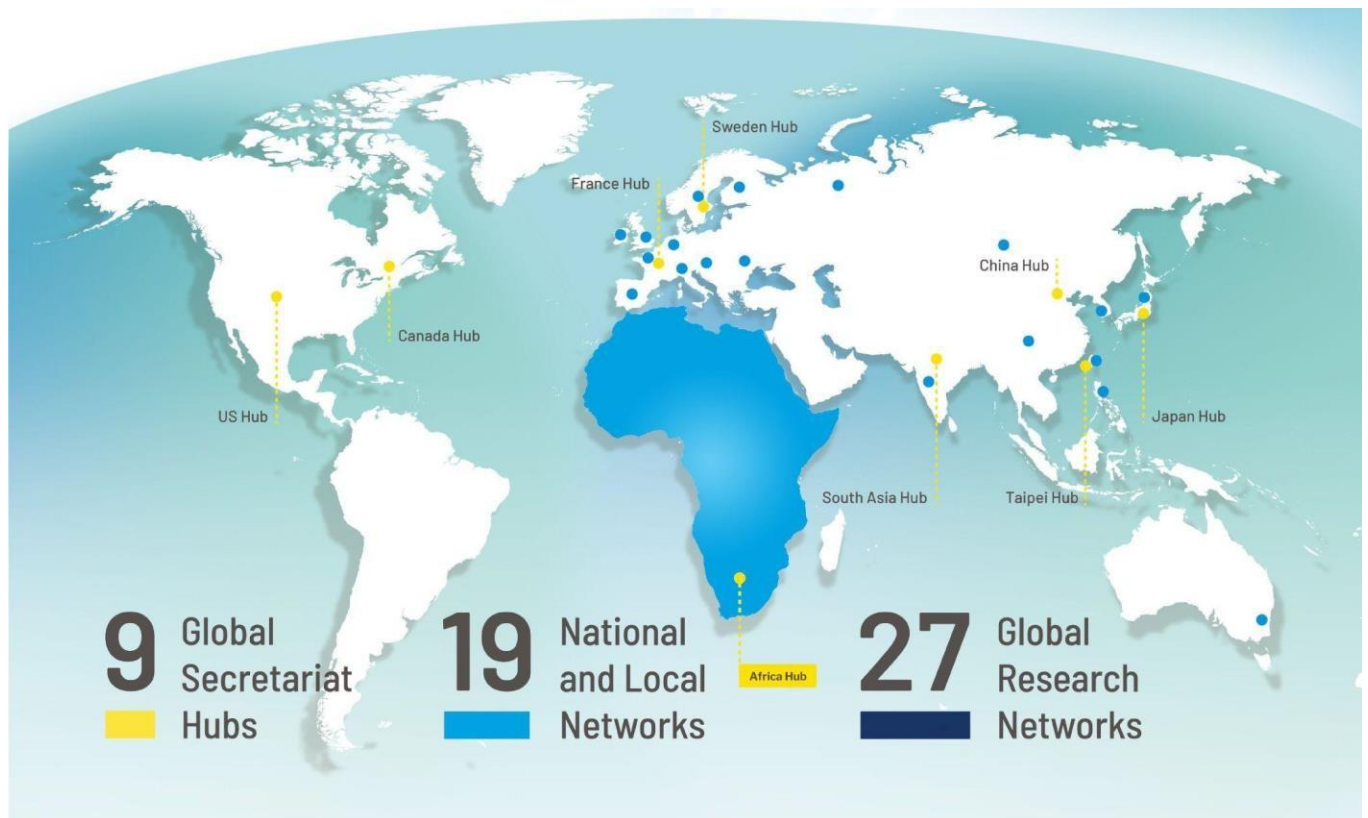 Sweden Hub
France Hub
China Hub
Canada Hub
US Hub
Japan Hub
South Asia Hub
Taipei Hub
9
Global
Secretariat
Hubs
19
National
and Local
Networks
Africa Hub
27
Global
Research
Networks